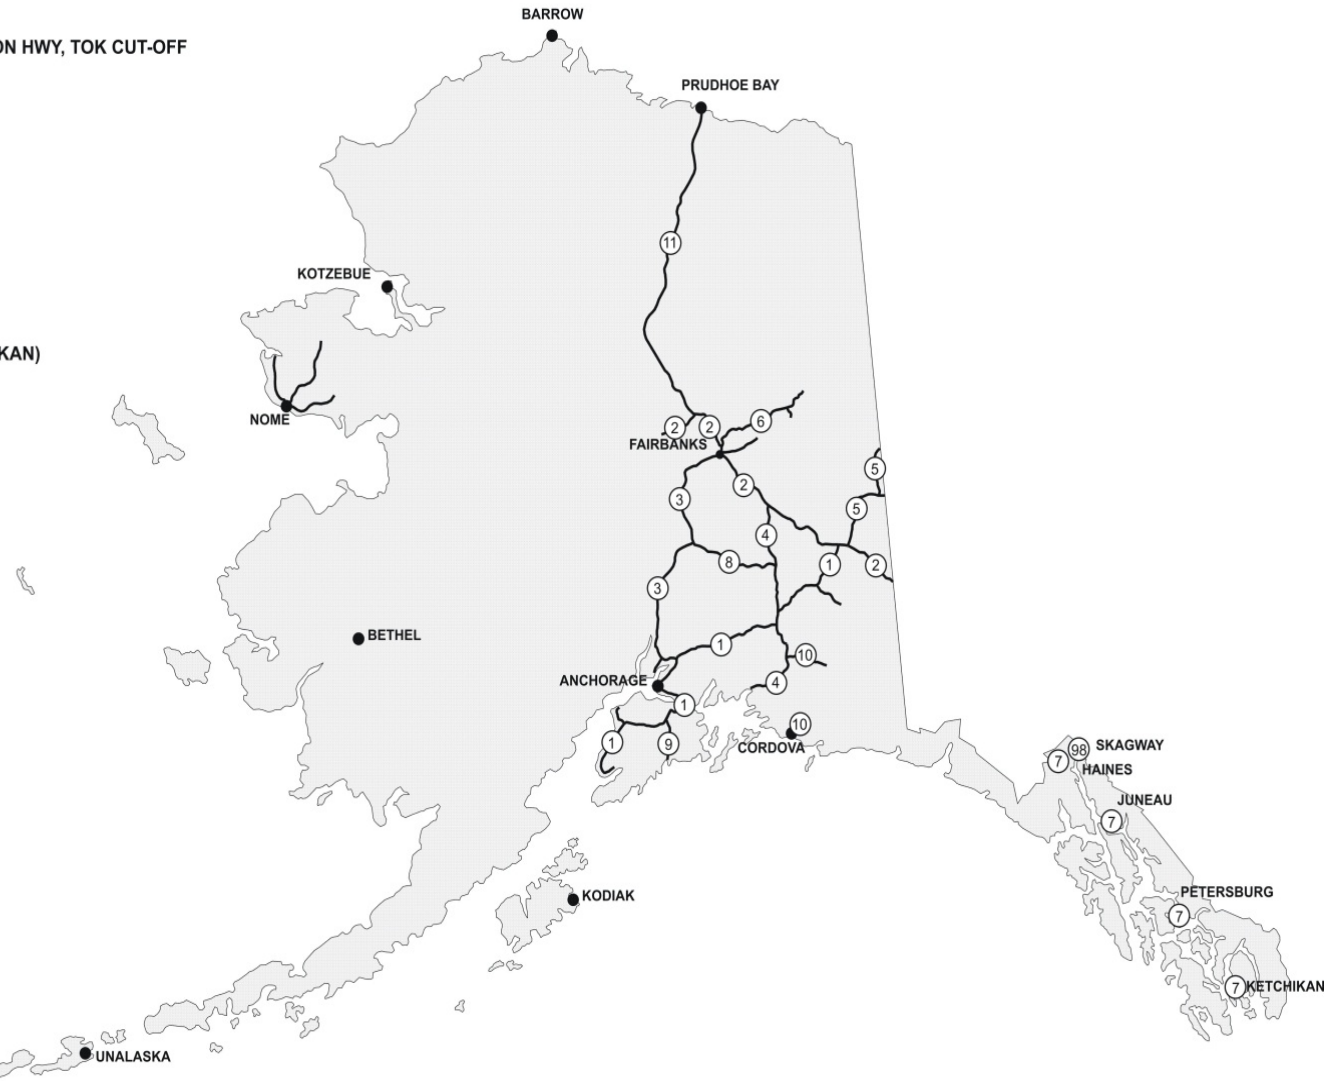 BARROW
ON HWY, TOK CUT-OFF
PRUDHOE BAY
11
KOTZEBUE
KAN)
NOME
2
2
6
FAIRBANKS
5
2
3
5
4
8
1
2
3
BETHEL
1
10
ANCHORAGE
4
1
10
1
9
CORDOVA
98
SKAGWAY
7
HAINES
JUNEAU
7
PETERSBURG
KODIAK
7
7
KETCHIKAN
UNALASKA